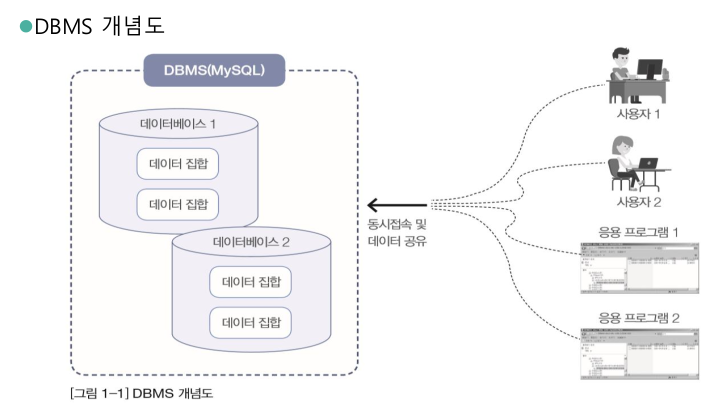 ●DBMS 개념도
DBMS(MySQL)
데이터베이스 1
데이터 집합
데이터 집합
데이터베이스 2
데이터 집합
데이터 집합
동시접속 및
데이터 공유
사용자 1
사용자 2
응용 프로그램 1
응용 프로그램 2
[그림 1-1] DBMS 개념도